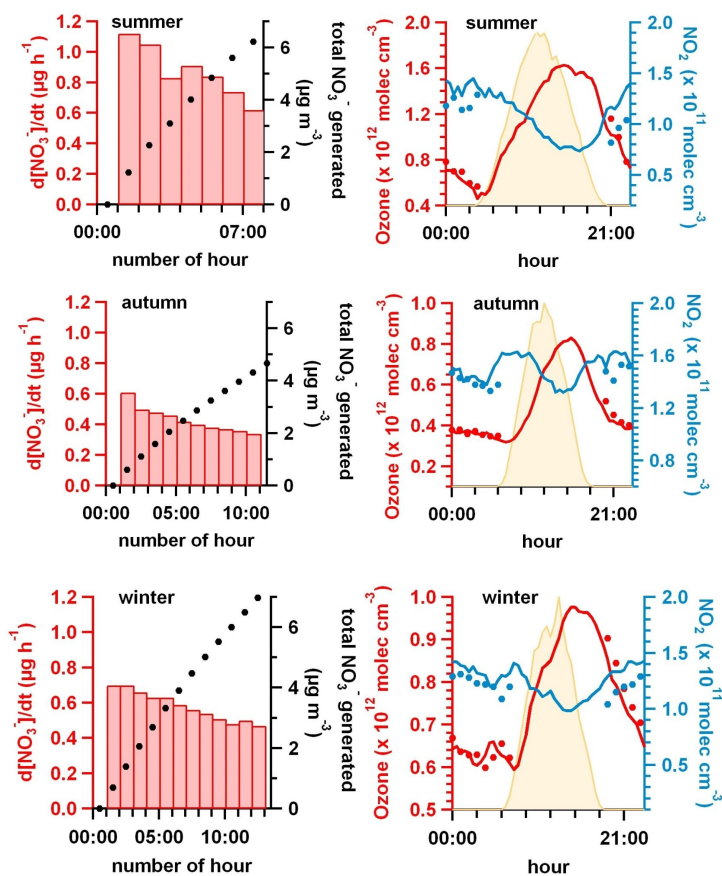 summer
d[NO3-]/dt (µg h-1)
1.2
1.0
0.8
0.6
0.4
0.2
0.0
6
4
2
0
total NO3- generated
(µg m-3)
00:00 07:00
number of hour
summer
Ozone (x 10^12 molec cm-3)
2.0
1.6
1.2
0.8
0.4
2.0
1.5
1.0
0.5
NO2 (x 10^11 molec cm-3)
00:00 21:00
hour
autumn
d[NO3-]/dt (µg h-1)
1.2
1.0
0.8
0.6
0.4
0.2
0.0
6
4
2
0
total NO3- generated
(µg m-3)
00:00 05:00 10:00
number of hour
autumn
Ozone (x 10^12 molec cm-3)
1.0
0.8
0.6
0.4
0.2
2.0
1.6
1.2
0.8
NO2 (x 10^11 molec cm-3)
00:00 21:00
hour
winter
d[NO3-]/dt (µg h-1)
1.2
1.0
0.8
0.6
0.4
0.2
0.0
6
4
2
0
total NO3- generated
(µg m-3)
00:00 05:00 10:00
number of hour
winter
Ozone (x 10^12 molec cm-3)
1.0
0.9
0.8
0.7
0.6
0.5
2.0
1.5
1.0
0.5
NO2 (x 10^11 molec cm-3)
00:00 21:00
hour